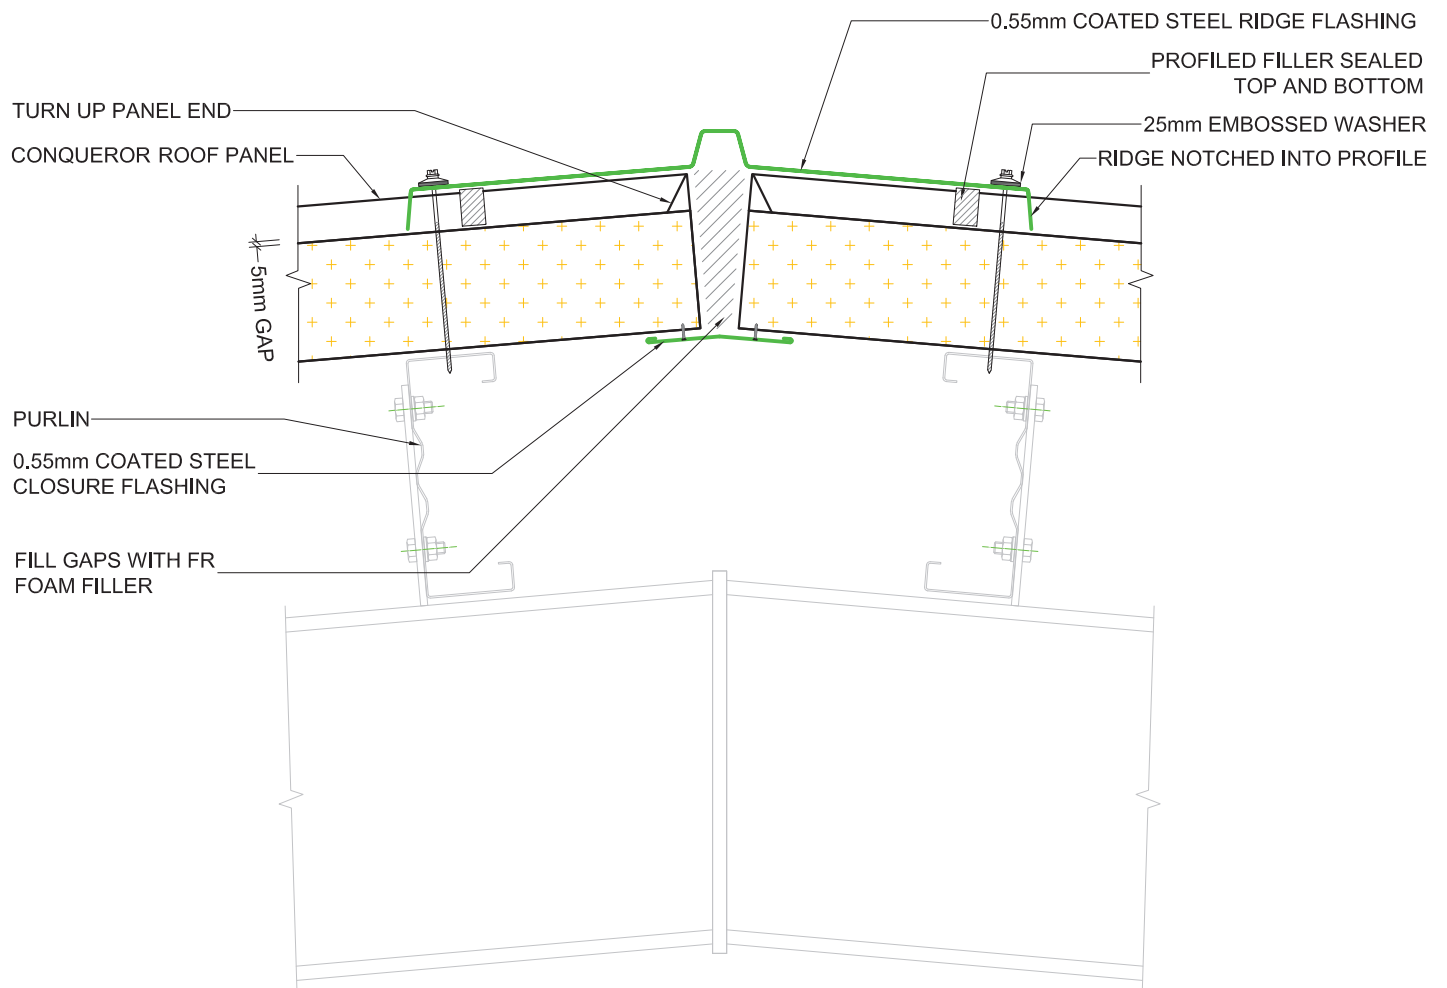 0.55mm COATED STEEL RIDGE FLASHING
PROFILED FILLER SEALED
TOP AND BOTTOM
25mm EMBOSSED WASHER
RIDGE NOTCHED INTO PROFILE
TURN UP PANEL END
CONQUEROR ROOF PANEL
5mm GAP
PURLIN
0.55mm COATED STEEL
CLOSURE FLASHING
FILL GAPS WITH FR
FOAM FILLER